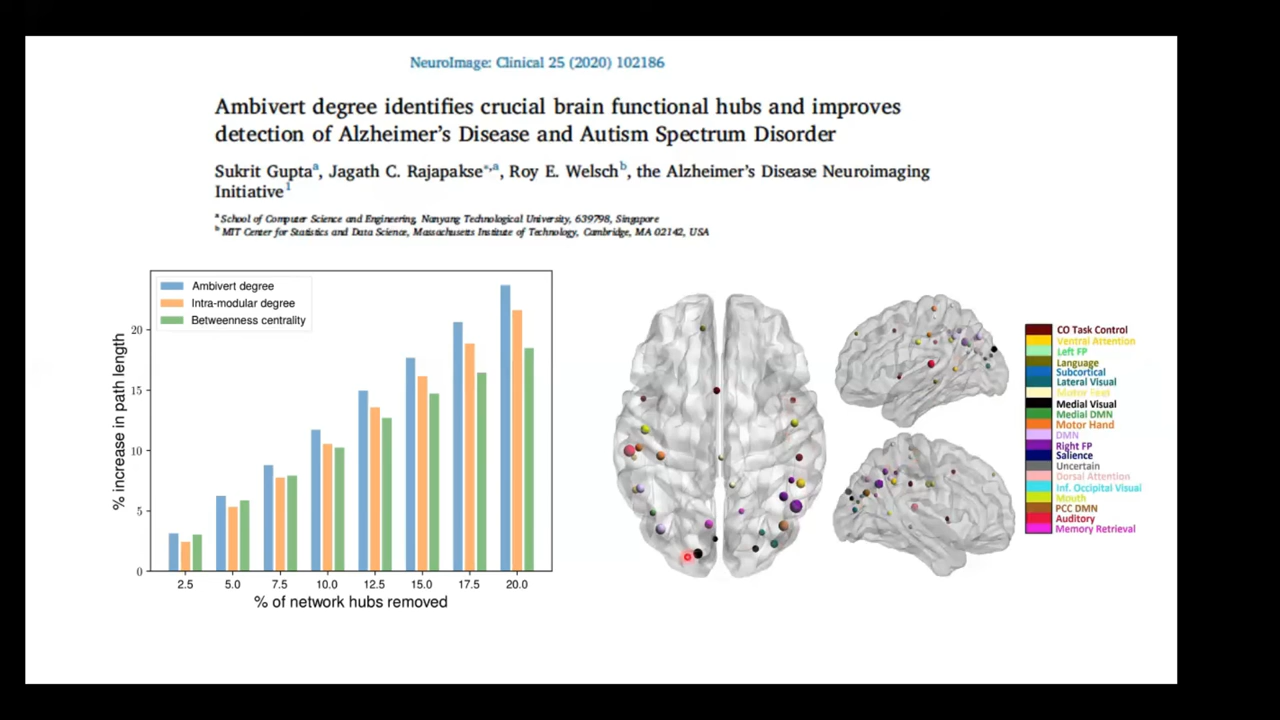 NeuroImage: Clinical 25 (2020) 102186
Ambivert degree identifies crucial brain functional hubs and improves
detection of Alzheimer's Disease and Autism Spectrum Disorder
Sukrit Gupta a, Jagath C. Rajapakse *,a, Roy E. Welsch b, the Alzheimer's Disease Neuroimaging
Initiative 1
a School of Computer Science and Engineering, Nanyang Technological University, 639798, Singapore
b MIT Center for Statistics and Data Science, Massachusetts Institute of Technology, Cambridge, MA 02142, USA
Ambivert degree
Intra-modular degree
Betweenness centrality
% increase in path length
20
15
10
5
0
2.5 5.0 7.5 10.0 12.5 15.0 17.5 20.0
% of network hubs removed
CO Task Control
Ventral Attention
Left FP
Language
Subcortical
Lateral Visual
Motor Feet
Medial Visual
Medial DMN
Motor Hand
DMN
Right FP
Salience
Uncertain
Dorsal Attention
Inf. Occipital Visual
Mouth
PCC DMN
Auditory
Memory Retrieval